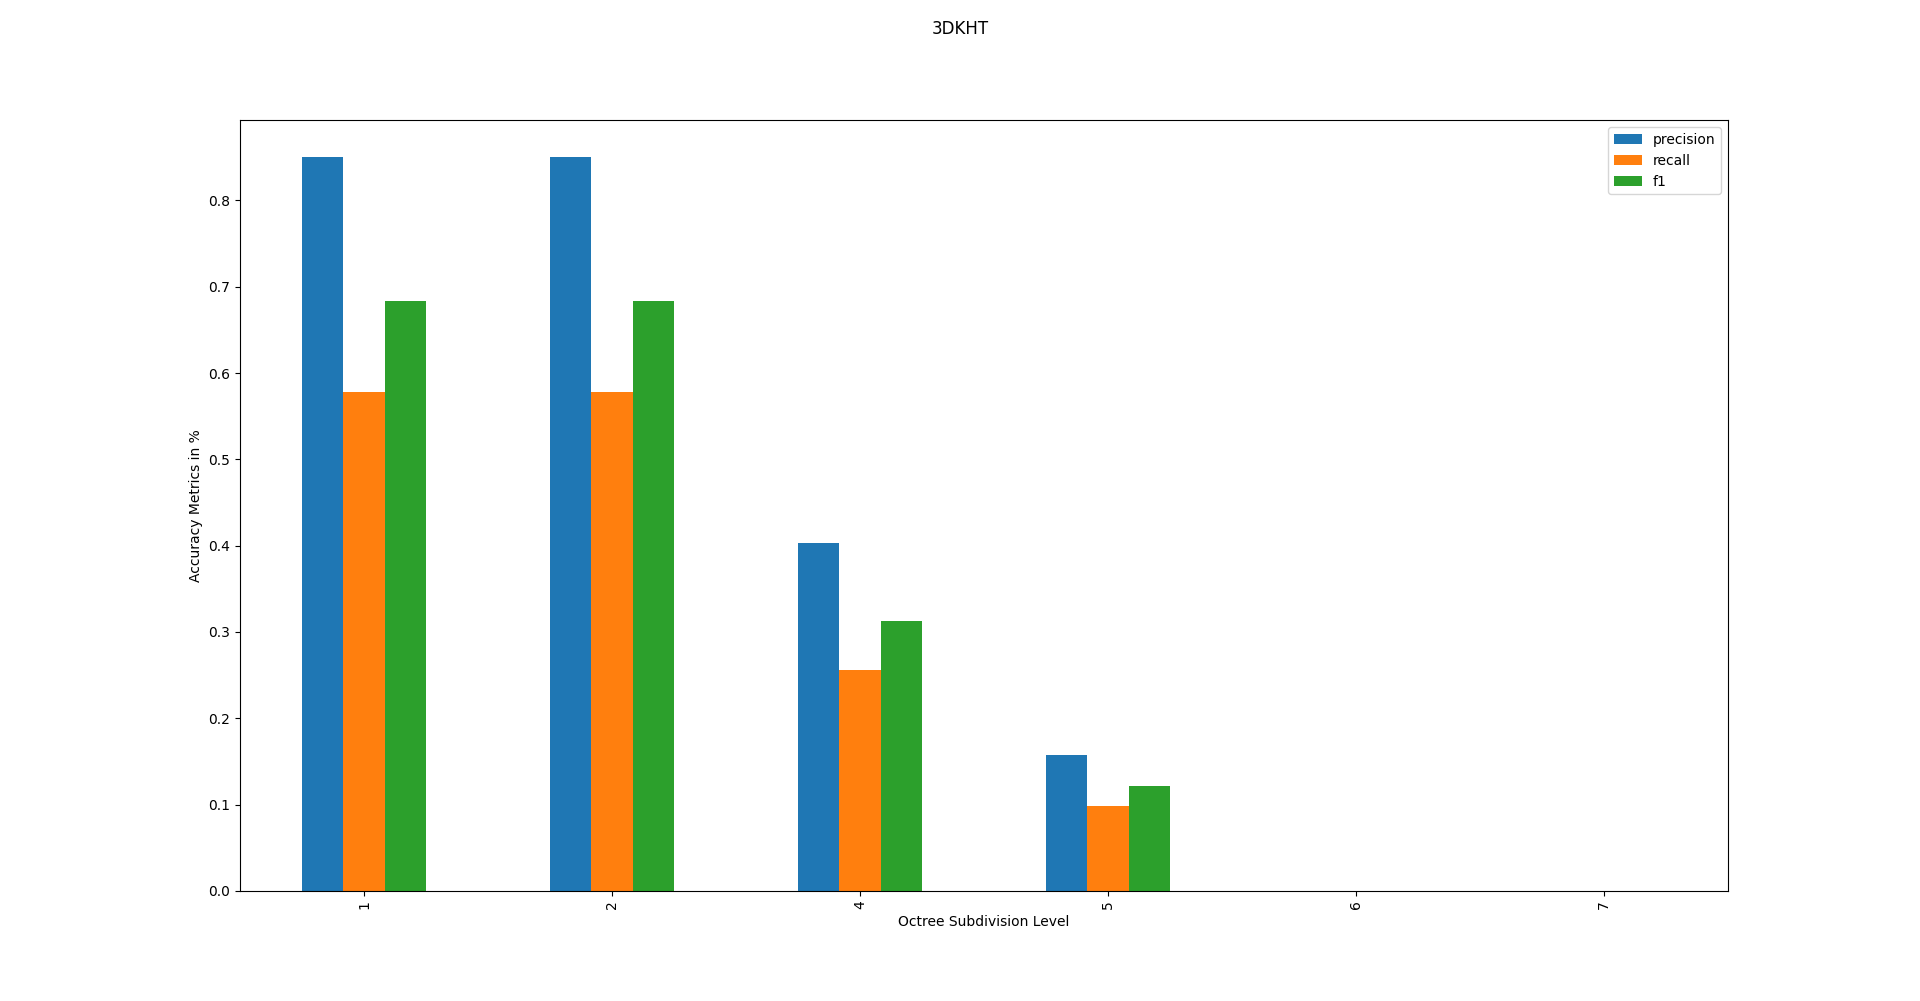 3DKHT
precision
recall
f1
0.8
0.7
0.6
0.5
0.4
0.3
0.2
0.1
0.0
Accuracy Metrics in %
1 2 4 5 6 7
Octree Subdivision Level